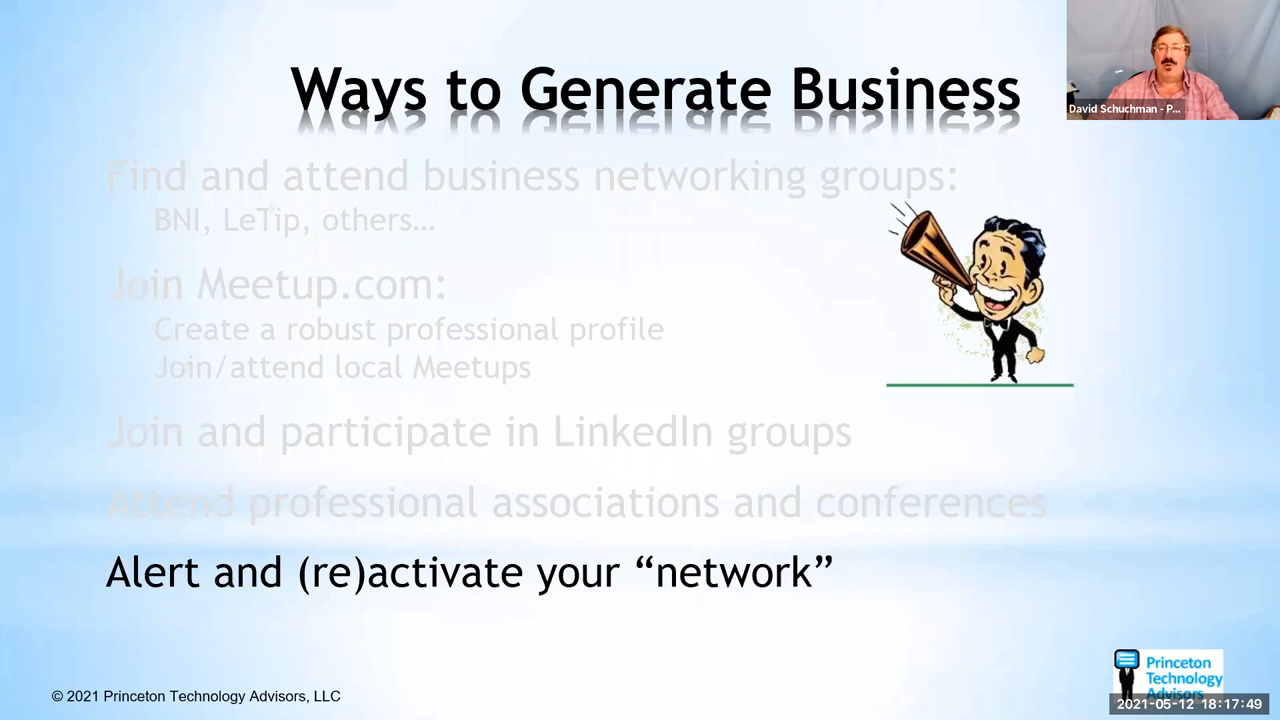 Ways to Generate Business
David Schuchman - P...
Find and attend business networking groups:
BNI, LeTip, others…
Join Meetup.com:
Create a robust professional profile
Join/attend local Meetups
Join and participate in LinkedIn groups
Attend professional associations and conferences
Alert and (re)activate your “network”
© 2021 Princeton Technology Advisors, LLC
Princeton
Technology
Advisors
2021-05-12 18:17:49